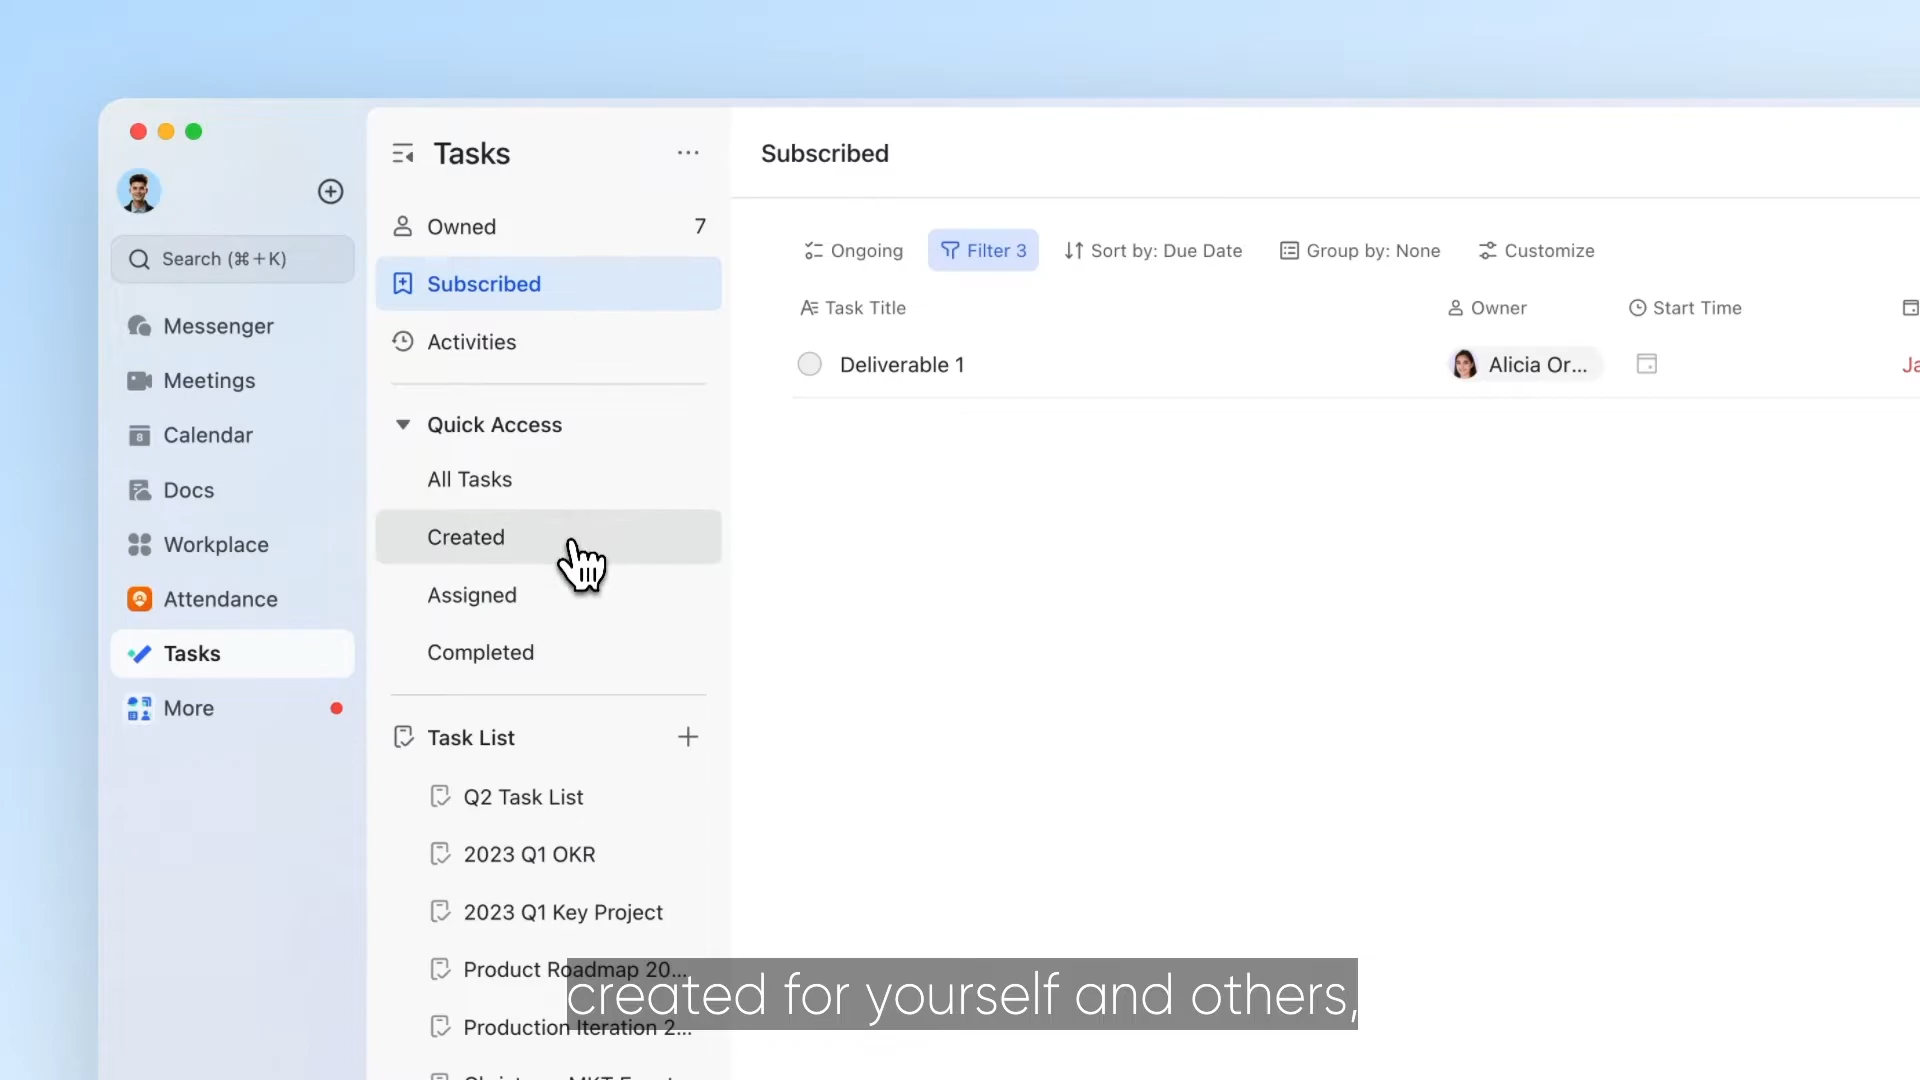 Search (⌘+K)
Messenger
Meetings
Calendar
8
Docs
Workplace
Attendance
Tasks
More
Tasks
Owned 7
Subscribed
Activities
Quick Access
All Tasks
Created
Assigned
Completed
Task List
Q2 Task List
2023 Q1 OKR
2023 Q1 Key Project
Product Roadmap 20...
Production Iteration 2...
Subscribed
Ongoing Filter 3 Sort by: Due Date Group by: None Customize
Task Title Owner Start Time
Deliverable 1 Alicia Or... Ja
created for yourself and others,